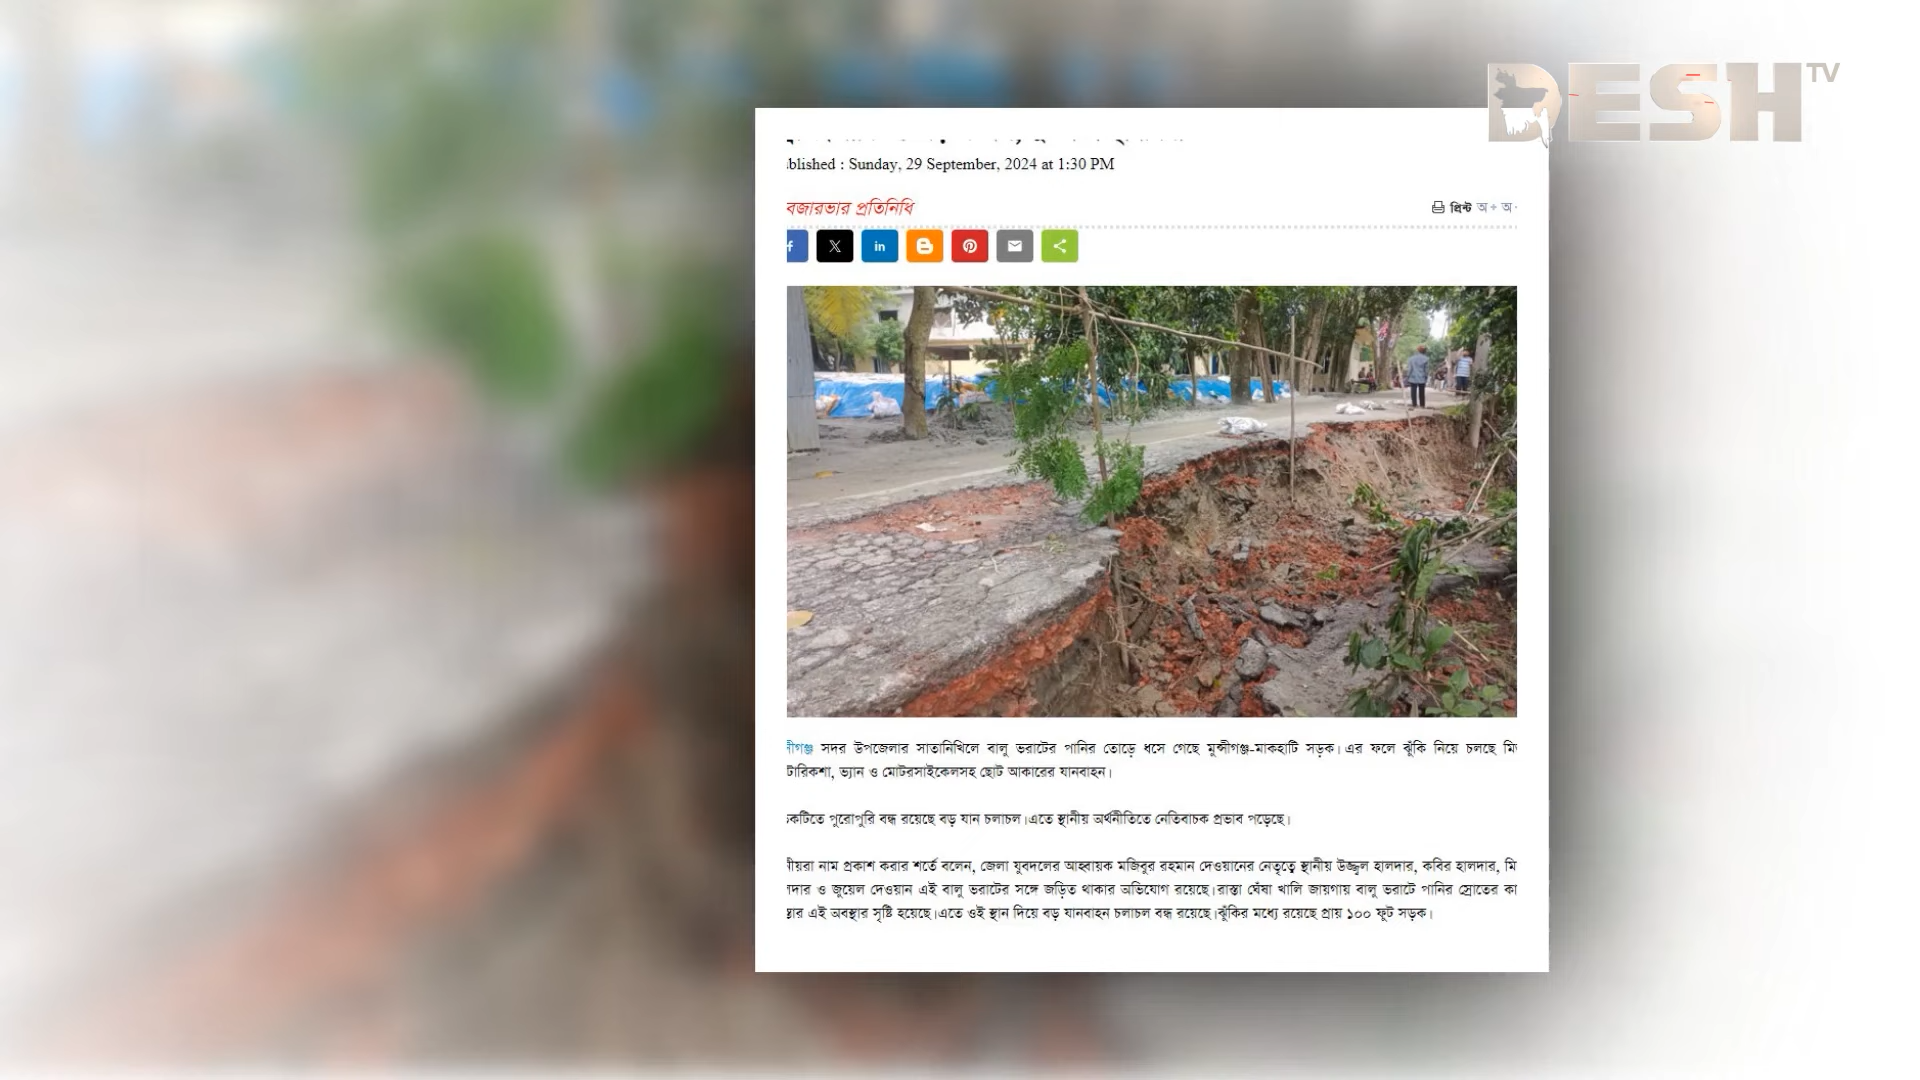 DESH TV
blished : Sunday, 29 September, 2024 at 1:30 PM
বজারভার প্রতিনিধি
প্রিন্ট অ+ অ-
f X in
সদর উপজেলার সাতানিখিলে বালু ভরাটের পানির তোড়ে ধসে গেছে মুন্সীগঞ্জ-মাকহাটি সড়ক। এর ফলে ঝুঁকি নিয়ে চলছে মি
টারিকশা, ভ্যান ও মোটরসাইকেলসহ ছোট আকারের যানবাহন।
কটিতে পুরোপুরি বন্ধ রয়েছে বড় যান চলাচল।এতে স্থানীয় অর্থনীতিতে নেতিবাচক প্রভাব পড়েছে।
নীয়রা নাম প্রকাশ করার শর্তে বলেন, জেলা যুবদলের আহ্বায়ক মজিবুর রহমান দেওয়ানের নেতৃত্বে স্থানীয় উজ্জ্বল হালদার, কবির হালদার, মি
দার ও জুয়েল দেওয়ান এই বালু ভরাটের সঙ্গে জড়িত থাকার অভিযোগ রয়েছে।রাস্তা ঘেঁষা খালি জায়গায় বালু ভরাটে পানির স্রোতের কা
স্তার এই অবস্থার সৃষ্টি হয়েছে।এতে ওই স্থান দিয়ে বড় যানবাহন চলাচল বন্ধ রয়েছে।ঝুঁকির মধ্যে রয়েছে প্রায় ১০০ ফুট সড়ক।